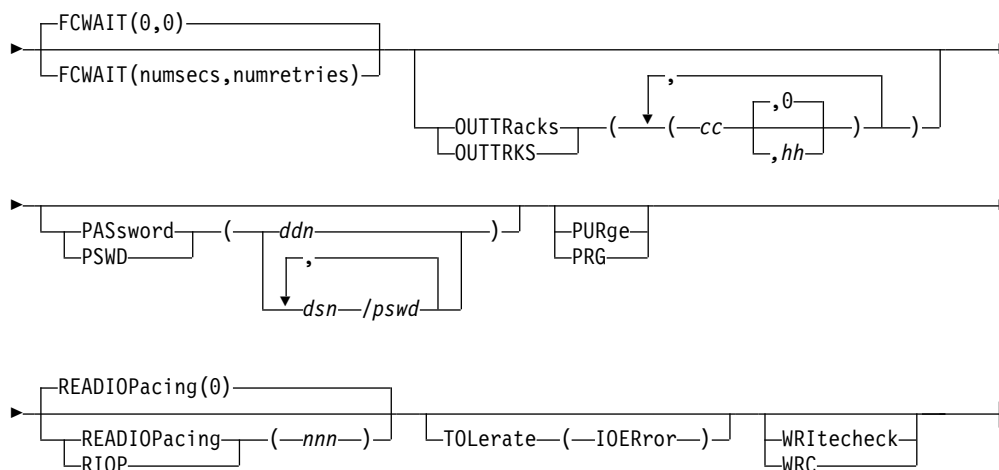 FCWAIT(0,0)
FCWAIT(numsecs,numretries)
,
,0
OUTTRacks ( ( cc ) )
OUTTRKS ,hh
PASsword ( ddn ) PURge
PSWD , PRG
dsn /pswd
READIOPacing(0)
READIOPacing ( nnn ) TOLerate ( IOERror ) WRItecheck
RIOP WRC